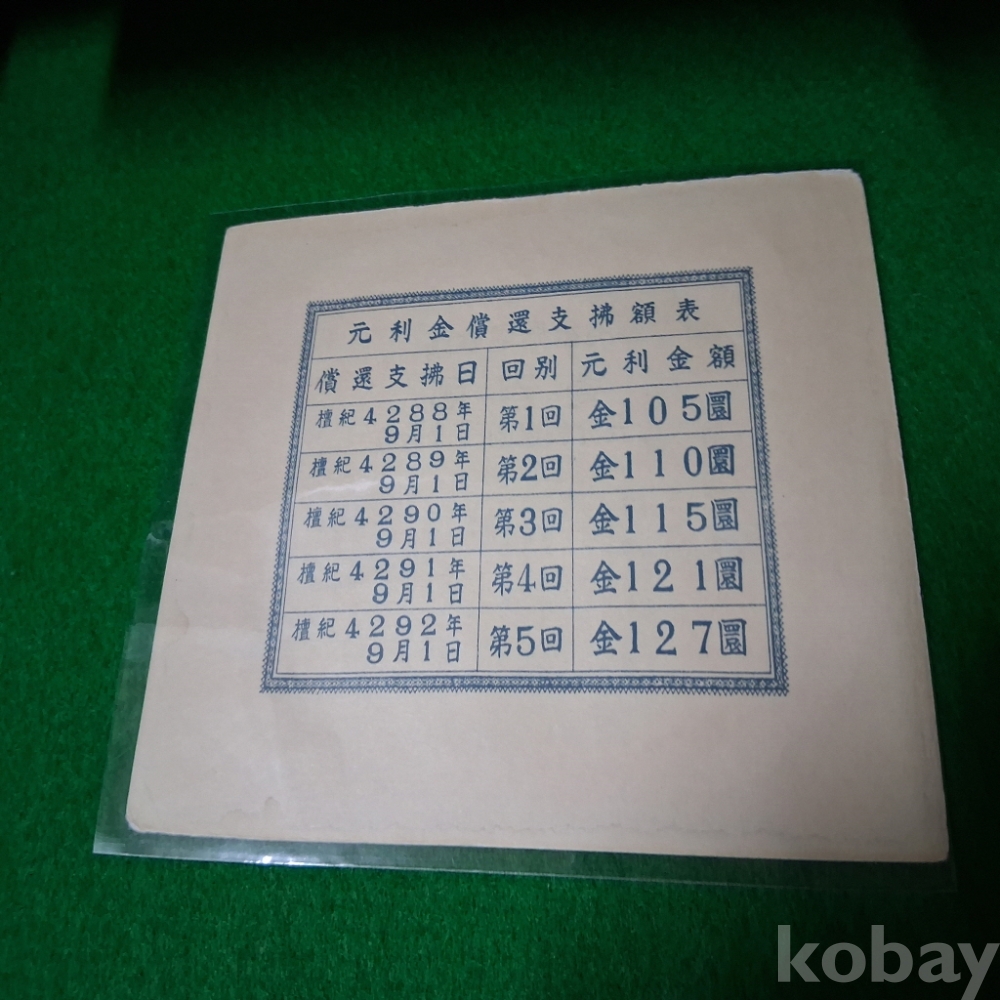 元利金償還支拂額表
償還支拂日 回別 元利金額
檀紀4288年 9月1日 第1回 金105圜
檀紀4289年 9月1日 第2回 金110圜
檀紀4290年 9月1日 第3回 金115圜
檀紀4291年 9月1日 第4回 金121圜
檀紀4292年 9月1日 第5回 金127圜
kobay